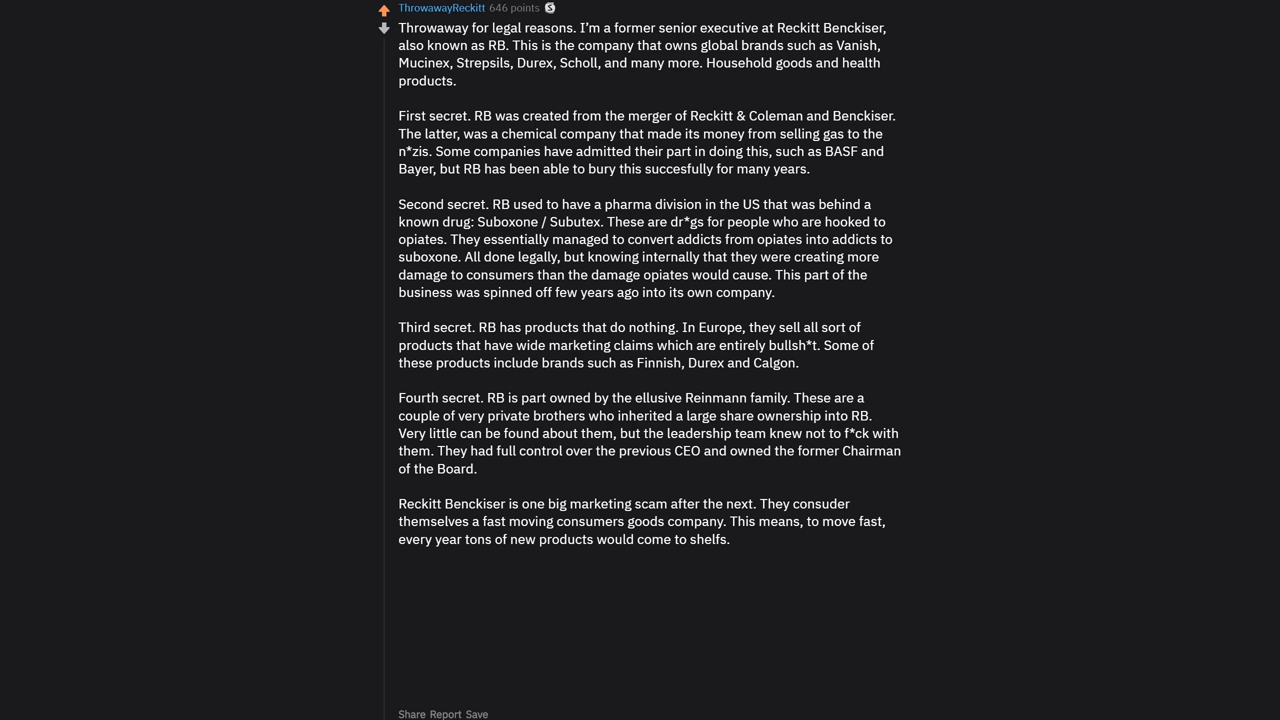 ThrowawayReckitt 646 points S
Throwaway for legal reasons. I’m a former senior executive at Reckitt Benckiser,
also known as RB. This is the company that owns global brands such as Vanish,
Mucinex, Strepsils, Durex, Scholl, and many more. Household goods and health
products.
First secret. RB was created from the merger of Reckitt & Coleman and Benckiser.
The latter, was a chemical company that made its money from selling gas to the
n*zis. Some companies have admitted their part in doing this, such as BASF and
Bayer, but RB has been able to bury this succesfully for many years.
Second secret. RB used to have a pharma division in the US that was behind a
known drug: Suboxone / Subutex. These are dr*gs for people who are hooked to
opiates. They essentially managed to convert addicts from opiates into addicts to
suboxone. All done legally, but knowing internally that they were creating more
damage to consumers than the damage opiates would cause. This part of the
business was spinned off few years ago into its own company.
Third secret. RB has products that do nothing. In Europe, they sell all sort of
products that have wide marketing claims which are entirely bullsh*t. Some of
these products include brands such as Finnish, Durex and Calgon.
Fourth secret. RB is part owned by the ellusive Reinmann family. These are a
couple of very private brothers who inherited a large share ownership into RB.
Very little can be found about them, but the leadership team knew not to f*ck with
them. They had full control over the previous CEO and owned the former Chairman
of the Board.
Reckitt Benckiser is one big marketing scam after the next. They consuder
themselves a fast moving consumers goods company. This means, to move fast,
every year tons of new products would come to shelfs.
Share Report Save